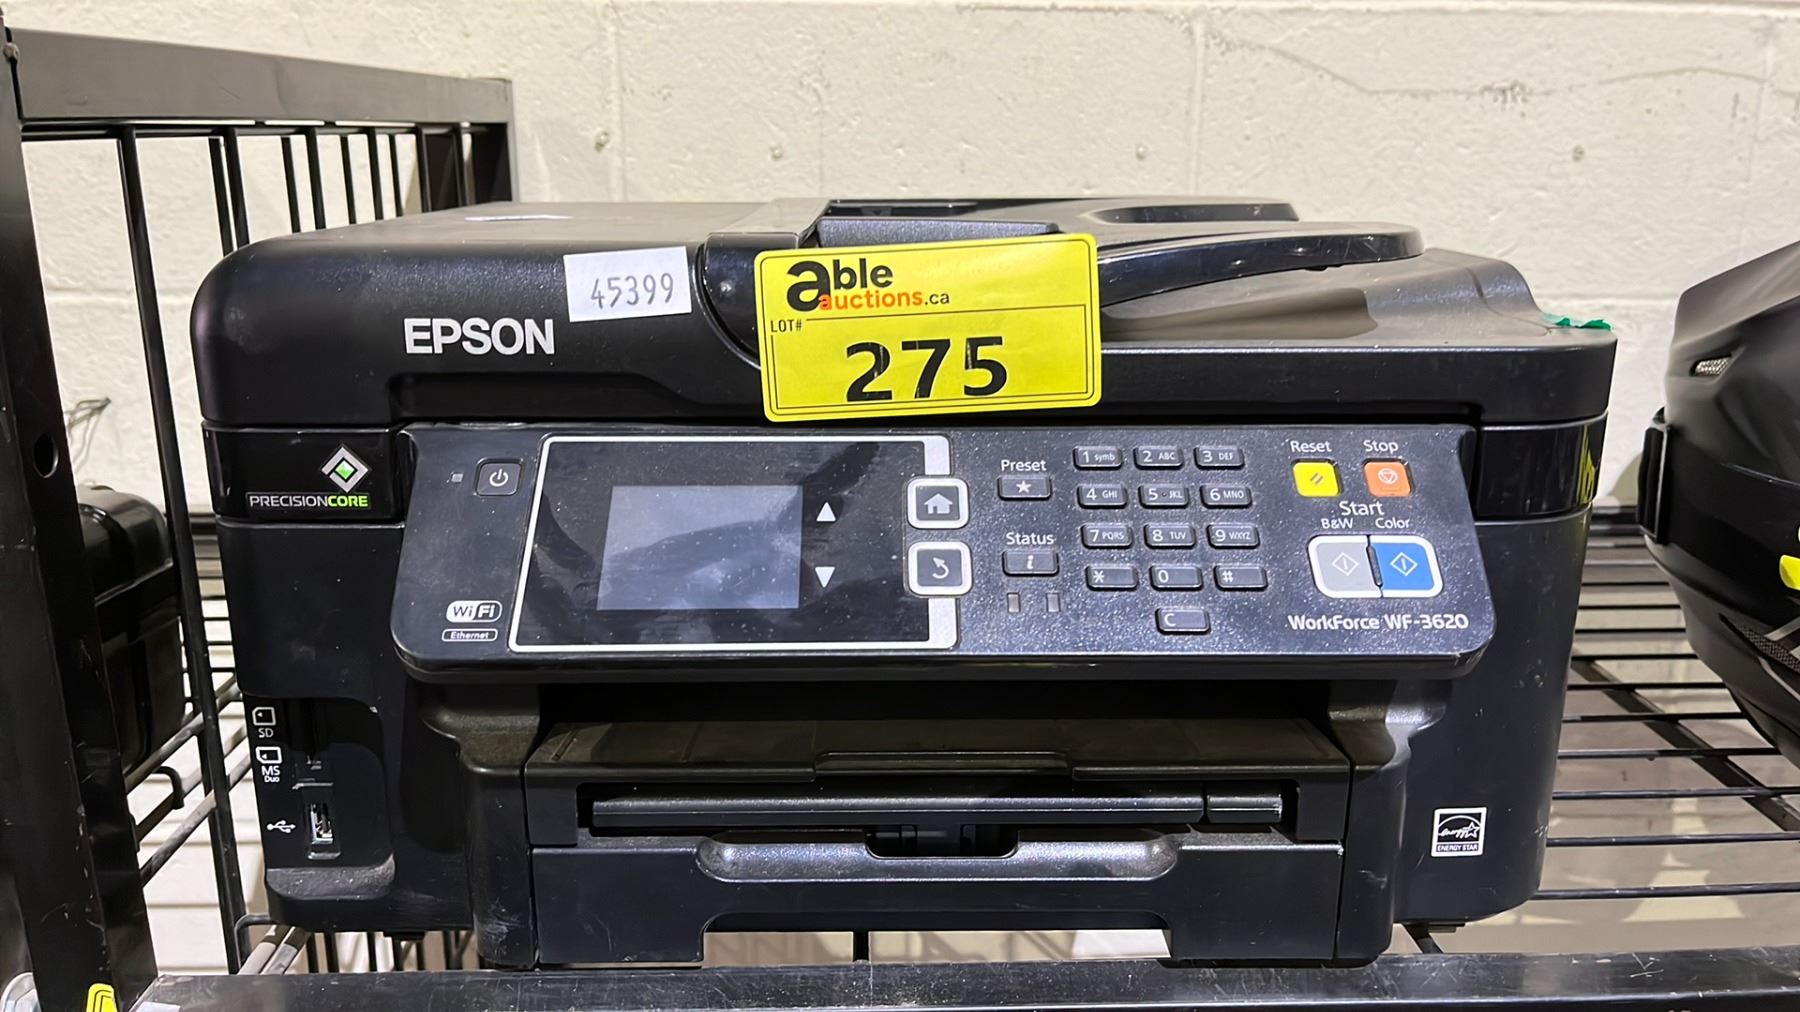 able
auctions.ca
LOT#
275
45399
EPSON
PRECISIONCORE
WiFi
Ethernet
SD
MS
Duo
Preset
Status
i
1 symb 2 ABC 3 DEF
4 GHI 5 JKL 6 MNO
7 PQRS 8 TUV 9 WXYZ
* 0 #
C
Reset Stop
Start
B&W Color
WorkForce WF-3620
energy
ENERGY STAR